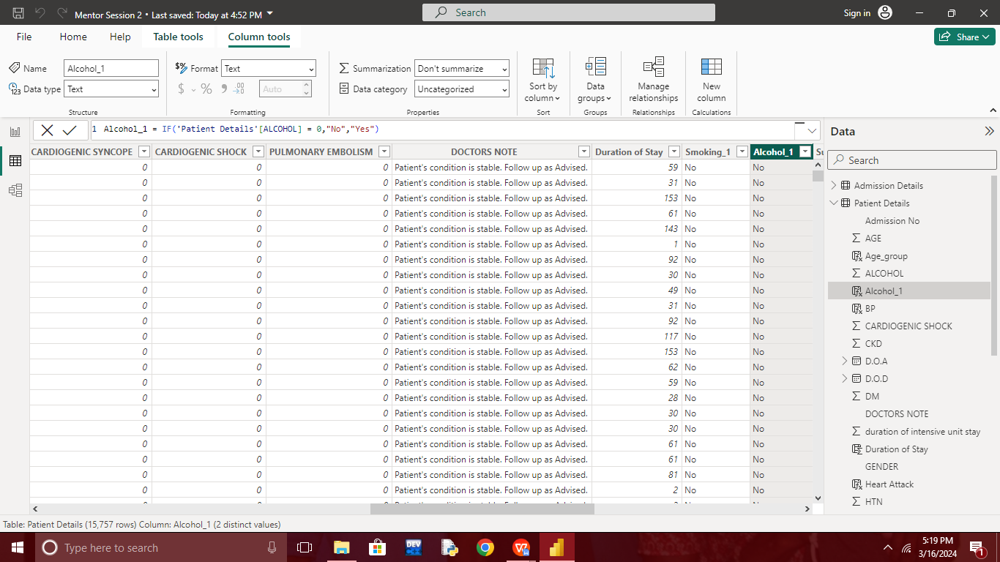 Mentor Session 2 • Last saved: Today at 4:52 PM
Search
Sign in
File Home Help Table tools Column tools
Share
Name Alcohol_1
Data type Text
Structure
$% Format Text
$ % 9 .00
Auto
Formatting
Summarization Don't summarize
Data category Uncategorized
Properties
Sort by column
Sort
Data groups
Groups
Manage relationships
Relationships
New column
Calculations
1 Alcohol_1 = IF('Patient Details'[ALCOHOL] = 0,"No","Yes")
CARDIOGENIC SYNCOPE CARDIOGENIC SHOCK PULMONARY EMBOLISM DOCTORS NOTE Duration of Stay Smoking_1 Alcohol_1 Su
0 0 0 Patient's condition is stable. Follow up as Advised. 59 No No
0 0 0 Patient's condition is stable. Follow up as Advised. 31 No No
0 0 0 Patient's condition is stable. Follow up as Advised. 153 No No
0 0 0 Patient's condition is stable. Follow up as Advised. 61 No No
0 0 0 Patient's condition is stable. Follow up as Advised. 143 No No
0 0 0 Patient's condition is stable. Follow up as Advised. 1 No No
0 0 0 Patient's condition is stable. Follow up as Advised. 92 No No
0 0 0 Patient's condition is stable. Follow up as Advised. 30 No No
0 0 0 Patient's condition is stable. Follow up as Advised. 49 No No
0 0 0 Patient's condition is stable. Follow up as Advised. 31 No No
0 0 0 Patient's condition is stable. Follow up as Advised. 92 No No
0 0 0 Patient's condition is stable. Follow up as Advised. 117 No No
0 0 0 Patient's condition is stable. Follow up as Advised. 153 No No
0 0 0 Patient's condition is stable. Follow up as Advised. 62 No No
0 0 0 Patient's condition is stable. Follow up as Advised. 59 No No
0 0 0 Patient's condition is stable. Follow up as Advised. 28 No No
0 0 0 Patient's condition is stable. Follow up as Advised. 30 No No
0 0 0 Patient's condition is stable. Follow up as Advised. 30 No No
0 0 0 Patient's condition is stable. Follow up as Advised. 61 No No
0 0 0 Patient's condition is stable. Follow up as Advised. 61 No No
0 0 0 Patient's condition is stable. Follow up as Advised. 81 No No
0 0 0 Patient's condition is stable. Follow up as Advised. 2 No No
Data
Search
Admission Details
Patient Details
Admission No
AGE
Age_group
ALCOHOL
Alcohol_1
BP
CARDIOGENIC SHOCK
CKD
D.O.A
D.O.D
DM
DOCTORS NOTE
duration of intensive unit stay
Duration of Stay
GENDER
Heart Attack
HTN
Table: Patient Details (15,757 rows) Column: Alcohol_1 (2 distinct values)
Type here to search
DEV
5:19 PM
3/16/2024
1